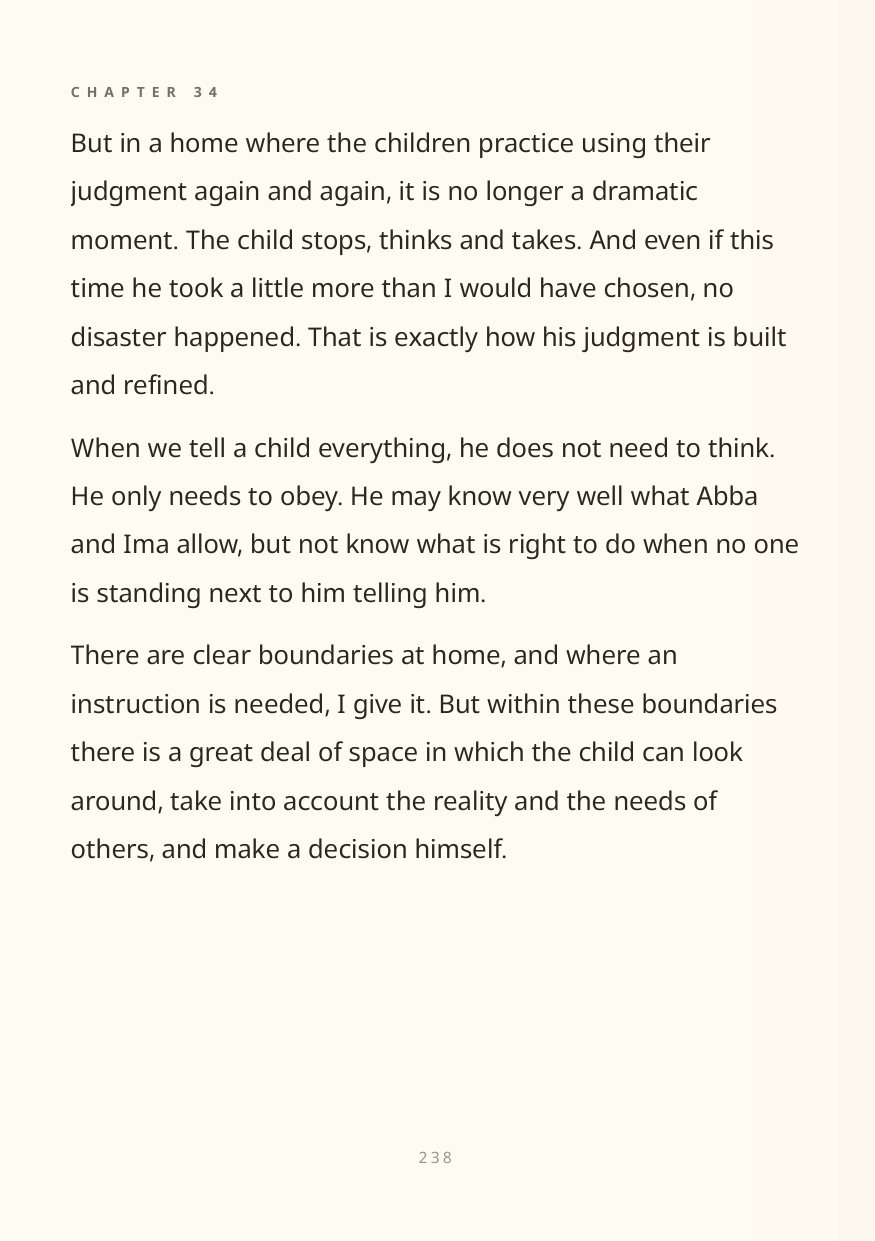 CHAPTER 34
But in a home where the children practice using their
judgment again and again, it is no longer a dramatic
moment. The child stops, thinks and takes. And even if this
time he took a little more than I would have chosen, no
disaster happened. That is exactly how his judgment is built
and refined.
When we tell a child everything, he does not need to think.
He only needs to obey. He may know very well what Abba
and Ima allow, but not know what is right to do when no one
is standing next to him telling him.
There are clear boundaries at home, and where an
instruction is needed, I give it. But within these boundaries
there is a great deal of space in which the child can look
around, take into account the reality and the needs of
others, and make a decision himself.
238